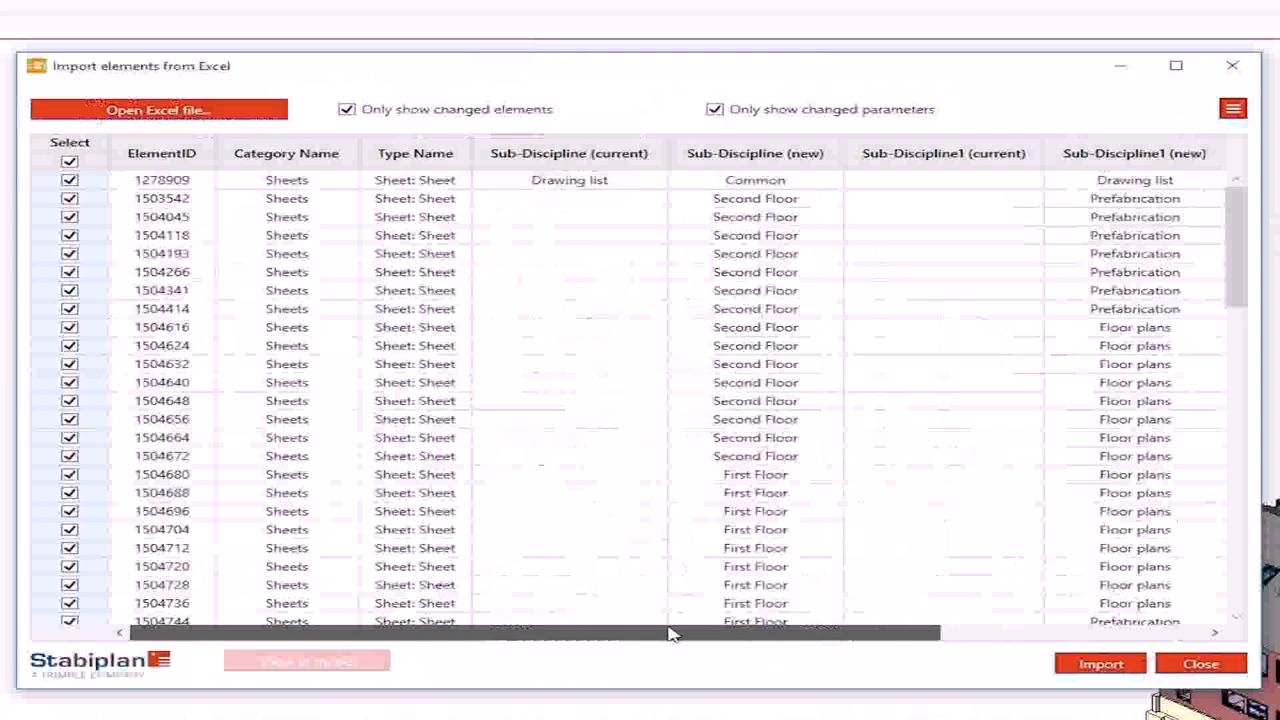 Import elements from Excel
Open Excel file... Only show changed elements Only show changed parameters
Select ElementID Category Name Type Name Sub-Discipline (current) Sub-Discipline (new) Sub-Discipline1 (current) Sub-Discipline1 (new)
1278909 Sheets Sheet: Sheet Drawing list Common Drawing list
1503542 Sheets Sheet: Sheet Second Floor Prefabrication
1504045 Sheets Sheet: Sheet Second Floor Prefabrication
1504118 Sheets Sheet: Sheet Second Floor Prefabrication
1504193 Sheets Sheet: Sheet Second Floor Prefabrication
1504266 Sheets Sheet: Sheet Second Floor Prefabrication
1504341 Sheets Sheet: Sheet Second Floor Prefabrication
1504414 Sheets Sheet: Sheet Second Floor Prefabrication
1504616 Sheets Sheet: Sheet Second Floor Floor plans
1504624 Sheets Sheet: Sheet Second Floor Floor plans
1504632 Sheets Sheet: Sheet Second Floor Floor plans
1504640 Sheets Sheet: Sheet Second Floor Floor plans
1504648 Sheets Sheet: Sheet Second Floor Floor plans
1504656 Sheets Sheet: Sheet Second Floor Floor plans
1504664 Sheets Sheet: Sheet Second Floor Floor plans
1504672 Sheets Sheet: Sheet Second Floor Floor plans
1504680 Sheets Sheet: Sheet First Floor Floor plans
1504688 Sheets Sheet: Sheet First Floor Floor plans
1504696 Sheets Sheet: Sheet First Floor Floor plans
1504704 Sheets Sheet: Sheet First Floor Floor plans
1504712 Sheets Sheet: Sheet First Floor Floor plans
1504720 Sheets Sheet: Sheet First Floor Floor plans
1504728 Sheets Sheet: Sheet First Floor Floor plans
1504736 Sheets Sheet: Sheet First Floor Floor plans
1504744 Sheets Sheet: Sheet First Floor Prefabrication
Stabiplan
A TRIMBLE COMPANY
Import Close